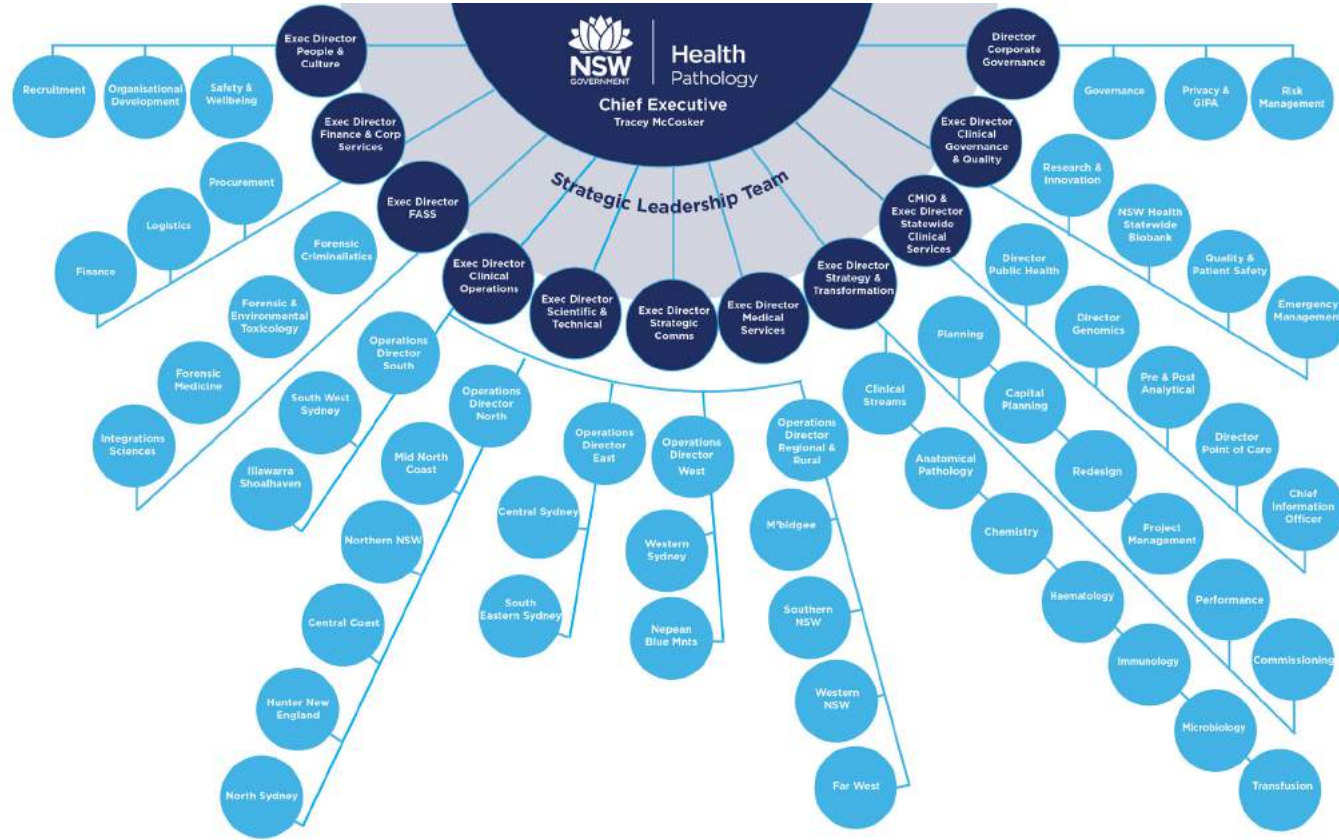 NSW
GOVERNMENT
Health
Pathology
Chief Executive
Tracey McCosker
Strategic Leadership Team
Exec Director
People &
Culture
Recruitment
Organisational
Development
Safety &
Wellbeing
Exec Director
Finance & Corp
Services
Procurement
Logistics
Finance
Exec Director
FASS
Forensic
Criminalistics
Forensic &
Environmental
Toxicology
Forensic
Medicine
Integrations
Sciences
Exec Director
Clinical
Operations
Operations
Director
South
South West
Sydney
Illawarra
Shoalhaven
Operations
Director
North
Mid North
Coast
Northern NSW
Central Coast
Hunter New
England
North Sydney
Operations
Director
East
Central Sydney
South
Eastern Sydney
Operations
Director
West
Western
Sydney
Nepean
Blue Mnts
Operations
Director
Regional &
Rural
M'bidgee
Southern
NSW
Western
NSW
Far West
Exec Director
Scientific &
Technical
Exec Director
Strategic
Comms
Exec Director
Medical
Services
Exec Director
Strategy &
Transformation
Clinical
Streams
Anatomical
Pathology
Chemistry
Haematology
Immunology
Microbiology
Transfusion
Planning
Capital
Planning
Redesign
Project
Management
Performance
Commissioning
CMIO &
Exec Director
Statewide
Clinical
Services
Director
Public Health
Director
Genomics
Pre & Post
Analytical
Director
Point of Care
Chief
Information
Officer
Exec Director
Clinical
Governance
& Quality
Research &
Innovation
NSW Health
Statewide
Biobank
Quality &
Patient Safety
Emergency
Management
Director
Corporate
Governance
Governance
Privacy &
GIPA
Risk
Management